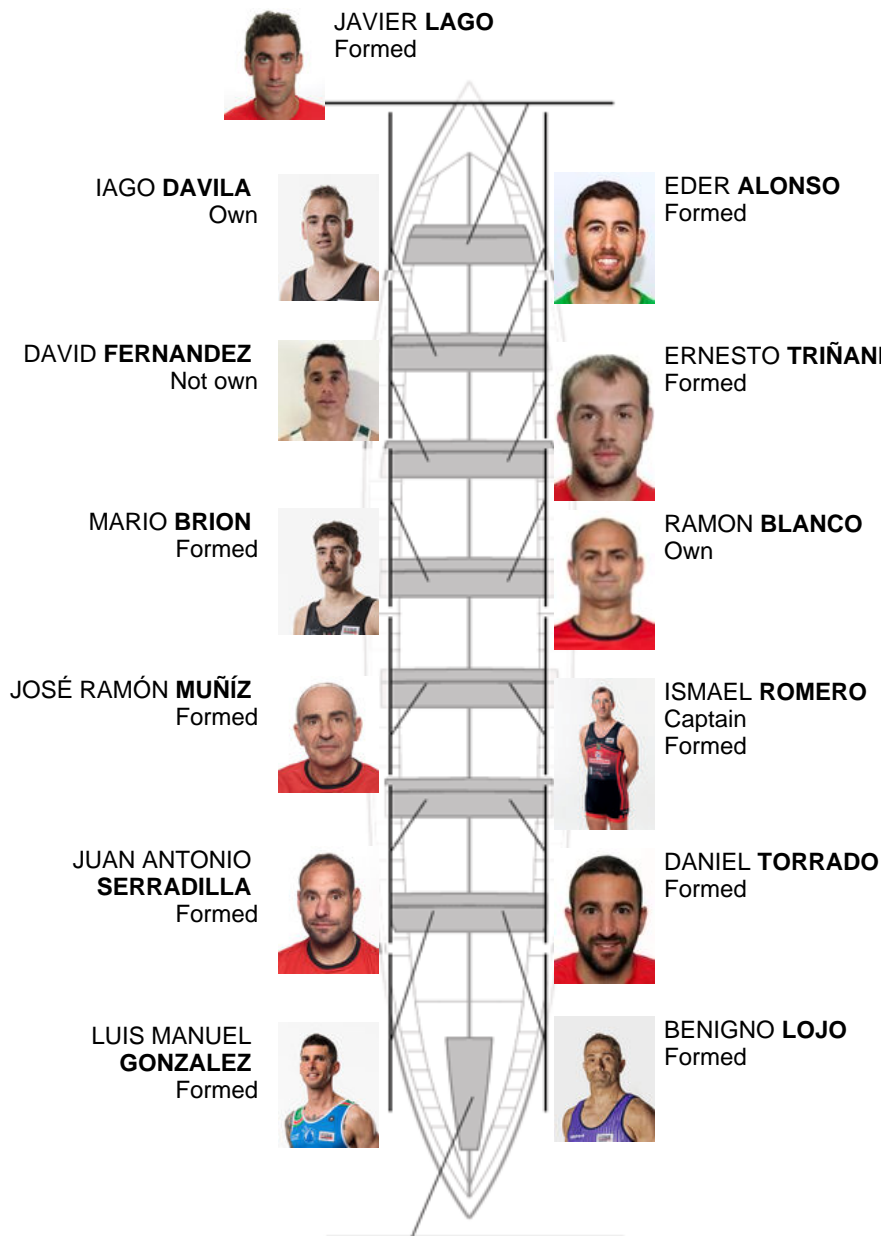 JAVIER LAGO
Formed
IAGO DAVILA
Own
EDER ALONSO
Formed
DAVID FERNANDEZ
Not own
ERNESTO
Formed
MARIO BRION
Formed
RAMON BLANCO
Own
JOSÉ RAMÓN MUÑÍZ
Formed
ISMAEL ROMERO
Captain
Formed
JUAN ANTONIO
SERRADILLA
Formed
DANIEL TORRADO
Formed
LUIS MANUEL
GONZALEZ
Formed
BENIGNO LOJO
Formed